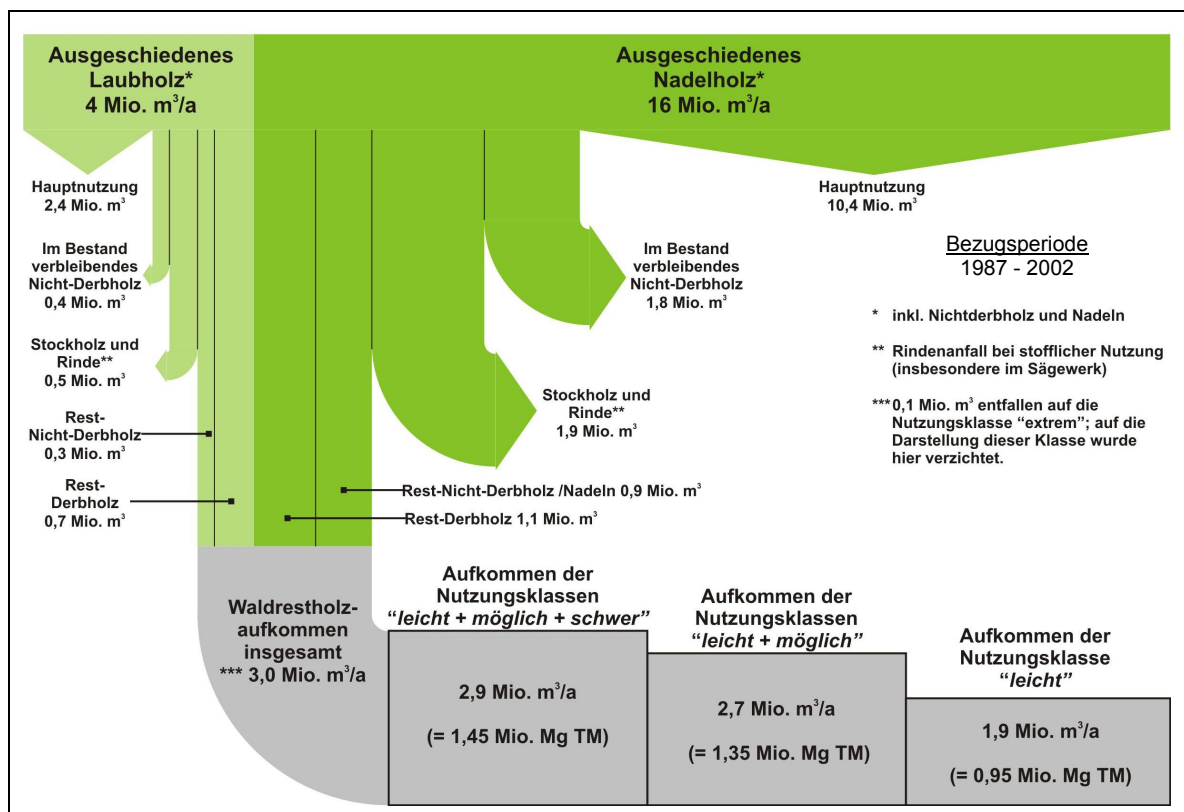 Ausgeschiedenes
Laubholz*
4 Mio. m³/a
Ausgeschiedenes
Nadelholz*
16 Mio. m³/a
Hauptnutzung
2,4 Mio. m³
Im Bestand
verbleibendes
Nicht-Derbholz
0,4 Mio. m³
Stockholz und
Rinde**
0,5 Mio. m³
Rest-
Nicht-Derbholz
0,3 Mio. m³
Rest-
Derbholz
0,7 Mio. m³
Hauptnutzung
10,4 Mio. m³
Im Bestand
verbleibendes
Nicht-Derbholz
1,8 Mio. m³
Stockholz und
Rinde**
1,9 Mio. m³
Rest-Nicht-Derbholz /Nadeln 0,9 Mio. m³
Rest-Derbholz 1,1 Mio. m³
Bezugsperiode
1987 - 2002
* inkl. Nichtderbholz und Nadeln
** Rindenanfall bei stofflicher Nutzung
(insbesondere im Sägewerk)
*** 0,1 Mio. m³ entfallen auf die
Nutzungsklasse “extrem”; auf die
Darstellung dieser Klasse wurde
hier verzichtet.
Waldrestholz-
aufkommen
insgesamt
*** 3,0 Mio. m³/a
Aufkommen der
Nutzungsklassen
“leicht + möglich + schwer”
2,9 Mio. m³/a
(= 1,45 Mio. Mg TM)
Aufkommen der
Nutzungsklassen
“leicht + möglich”
2,7 Mio. m³/a
(= 1,35 Mio. Mg TM)
Aufkommen der
Nutzungsklasse
“leicht”
1,9 Mio. m³/a
(= 0,95 Mio. Mg TM)